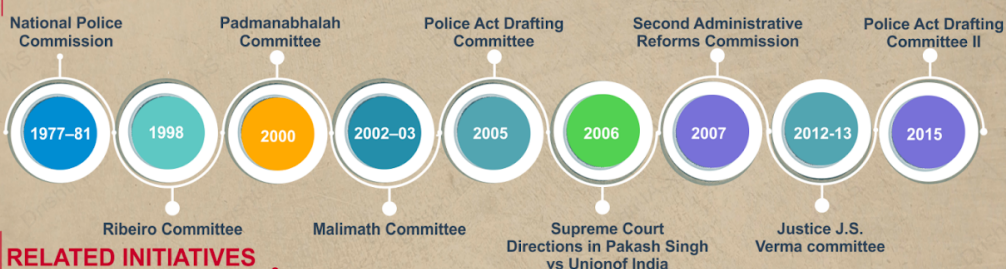 National Police
Commission
Padmanabhalah
Committee
Police Act Drafting
Committee
Second Administrative
Reforms Commission
Police Act Drafting
Committee II
1977–81
1998
2000
2002–03
2005
2006
2007
2012-13
2015
Ribeiro Committee
Malimath Committee
Supreme Court
Directions in Pakash Singh
vs Unionof India
Justice J.S.
Verma committee
RELATED INITIATIVES